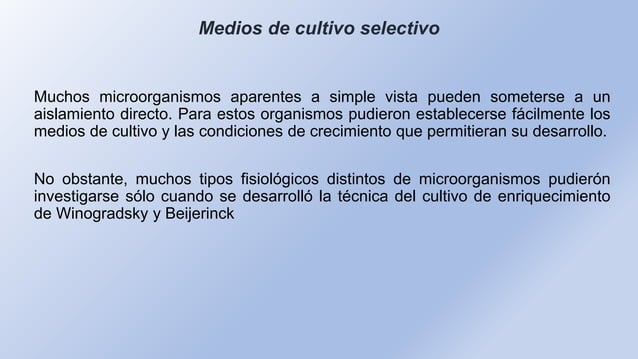 Medios de cultivo selectivo
Muchos microorganismos aparentes a simple vista pueden someterse a un
aislamiento directo. Para estos organismos pudieron establecerse fácilmente los
medios de cultivo y las condiciones de crecimiento que permitieran su desarrollo.
No obstante, muchos tipos fisiológicos distintos de microorganismos pudierón
investigarse sólo cuando se desarrolló la técnica del cultivo de enriquecimiento
de Winogradsky y Beijerinck